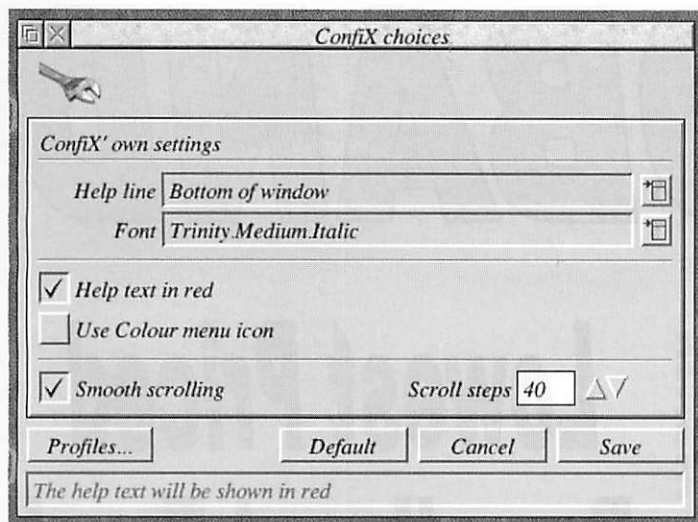 ConfiX choices
ConfiX' own settings
Help line Bottom of window
Font Trinity.Medium.Italic
Help text in red
Use Colour menu icon
Smooth scrolling Scroll steps 40
Profiles... Default Cancel Save
The help text will be shown in red